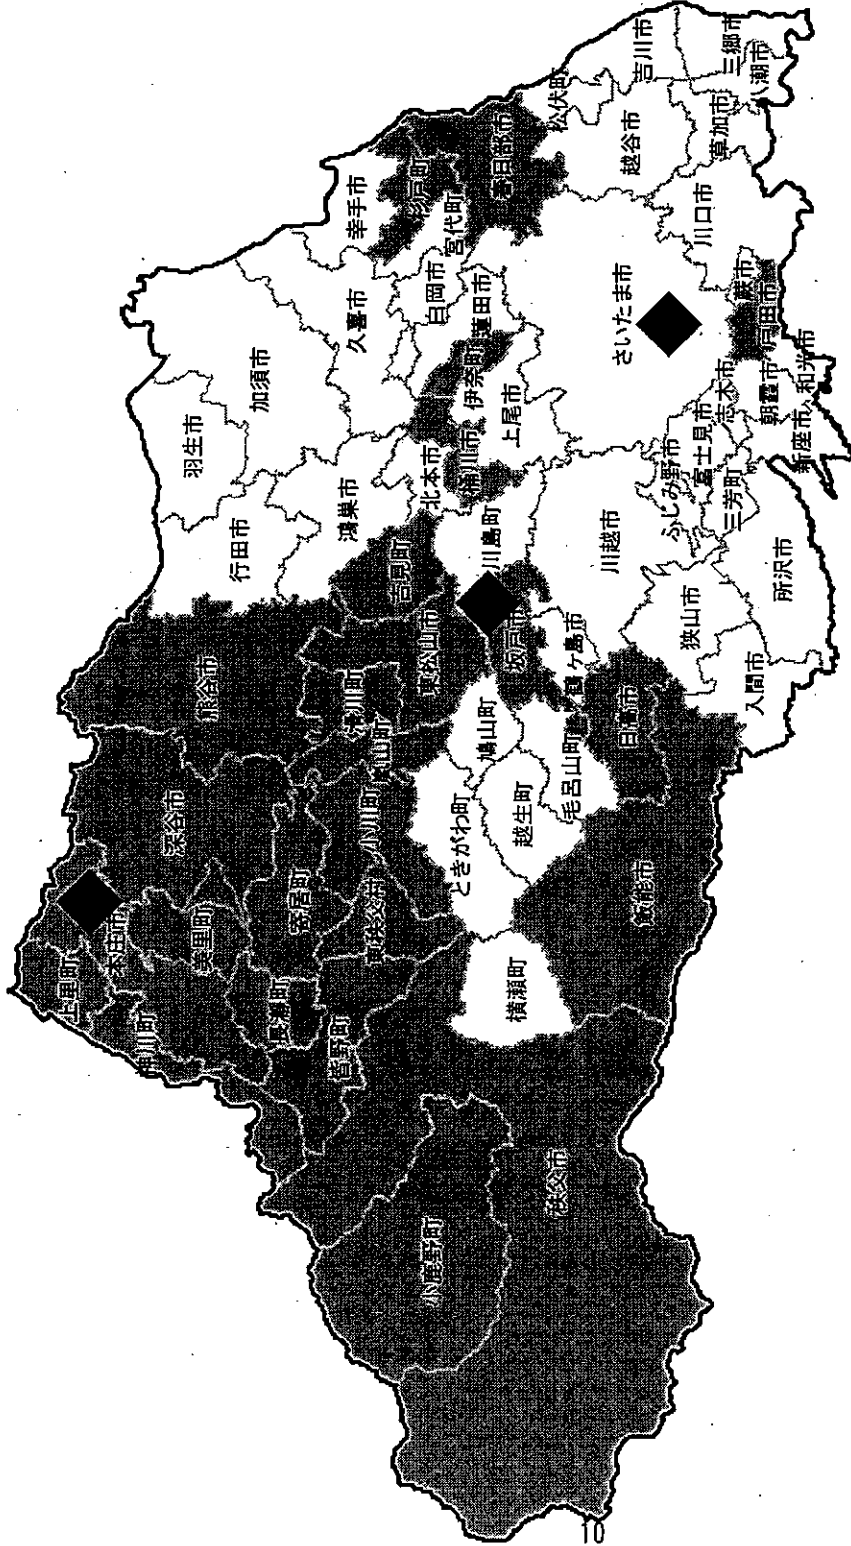 上里町
本庄市
神川町
深谷市
美里町
熊谷市
羽生市
行田市
加須市
長瀞町
寄居町
皆野町
小川町
嵐山町
滑川町
鴻巣市
久喜市
幸手市
東秩父村
吉見町
東松山市
北本市
白岡市
杉戸町
宮代町
小鹿野町
ときがわ町
鳩山町
川島町
桶川市
伊奈町
蓮田市
春日部市
横瀬町
越生町
坂戸市
上尾市
秩父市
毛呂山町
鶴ヶ島市
松伏町
川越市
さいたま市
越谷市
吉川市
飯能市
日高市
ふじみ野市
富士見市
狭山市
三芳町
志木市
川口市
草加市
三郷市
八潮市
入間市
所沢市
新座市
朝霞市
和光市
戸田市
蕨市
10